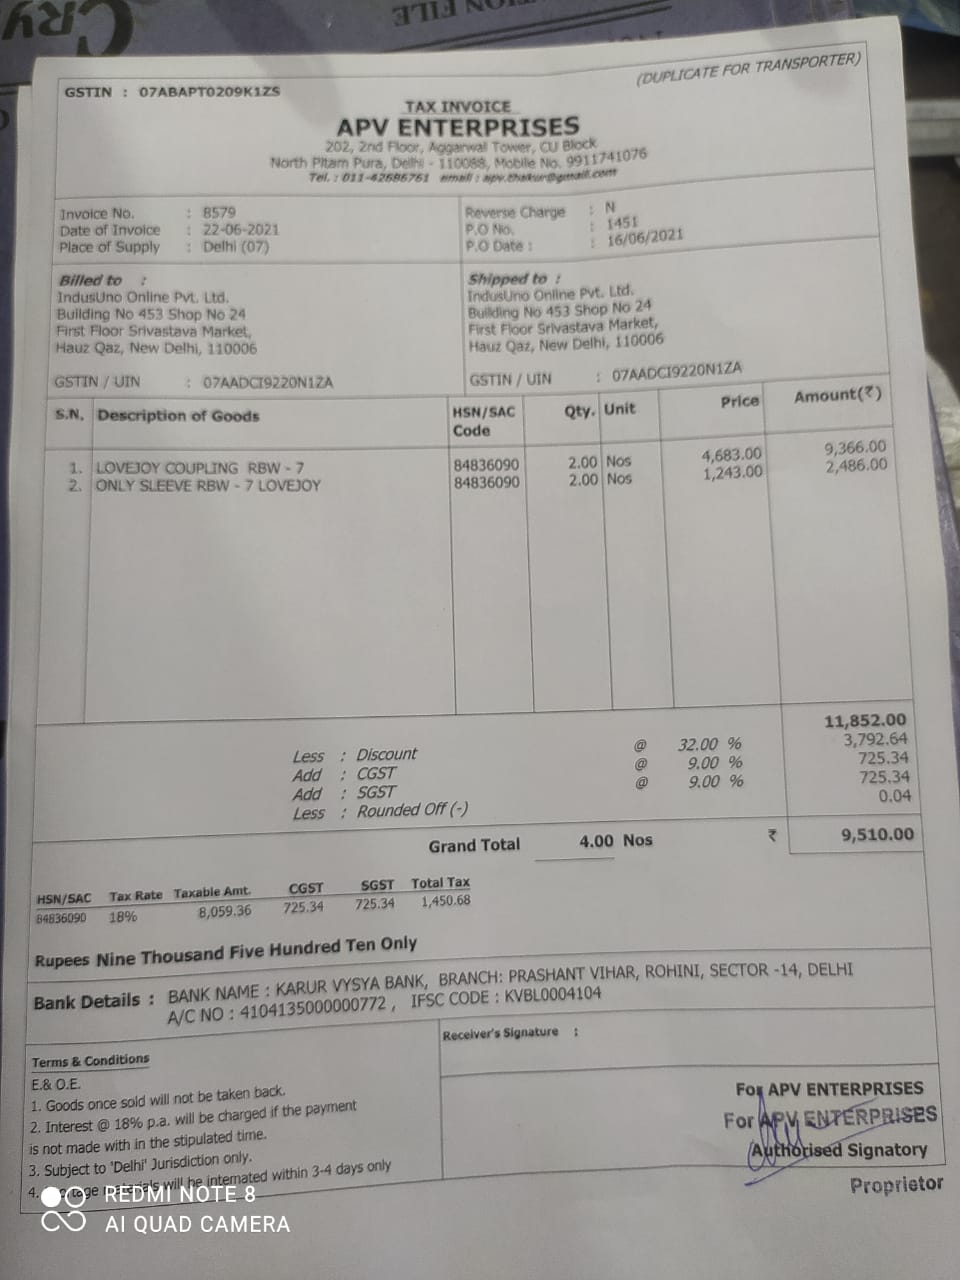 CRY
ON FILE
(DUPLICATE FOR TRANSPORTER)
GSTIN : 07ABAPT0209K1ZS
TAX INVOICE
APV ENTERPRISES
202, 2nd Floor, Aggarwal Tower, CU Block
North Pitam Pura, Delhi - 110088, Mobile No. 9911741076
Tel. : 011-42686761 email : apv.thakur@gmail.com
Invoice No. : 8579
Date of Invoice : 22-06-2021
Place of Supply : Delhi (07)
Reverse Charge : N
P.O No. : 1451
P.O Date : : 16/06/2021
Billed to :
IndusUno Online Pvt. Ltd.
Building No 453 Shop No 24
First Floor Srivastava Market,
Hauz Qaz, New Delhi, 110006
GSTIN / UIN : 07AADCI9220N1ZA
Shipped to :
IndusUno Online Pvt. Ltd.
Building No 453 Shop No 24
First Floor Srivastava Market,
Hauz Qaz, New Delhi, 110006
GSTIN / UIN : 07AADCI9220N1ZA
S.N. Description of Goods HSN/SAC Code Qty. Unit Price Amount(₹)
1. LOVEJOY COUPLING RBW - 7 84836090 2.00 Nos 4,683.00 9,366.00
2. ONLY SLEEVE RBW - 7 LOVEJOY 84836090 2.00 Nos 1,243.00 2,486.00
11,852.00
Less : Discount @ 32.00 % 3,792.64
Add : CGST @ 9.00 % 725.34
Add : SGST @ 9.00 % 725.34
Less : Rounded Off (-) 0.04
Grand Total 4.00 Nos ₹ 9,510.00
HSN/SAC Tax Rate Taxable Amt. CGST SGST Total Tax
84836090 18% 8,059.36 725.34 725.34 1,450.68
Rupees Nine Thousand Five Hundred Ten Only
Bank Details : BANK NAME : KARUR VYSYA BANK, BRANCH: PRASHANT VIHAR, ROHINI, SECTOR -14, DELHI
A/C NO : 4104135000000772 , IFSC CODE : KVBL0004104
Terms & Conditions
E.& O.E.
1. Goods once sold will not be taken back.
2. Interest @ 18% p.a. will be charged if the payment
is not made with in the stipulated time.
3. Subject to 'Delhi' Jurisdiction only.
4. will be intemated within 3-4 days only
Receiver's Signature :
For APV ENTERPRISES
For APV ENTERPRISES
Authorised Signatory
Proprietor
REDMI NOTE 8
AI QUAD CAMERA